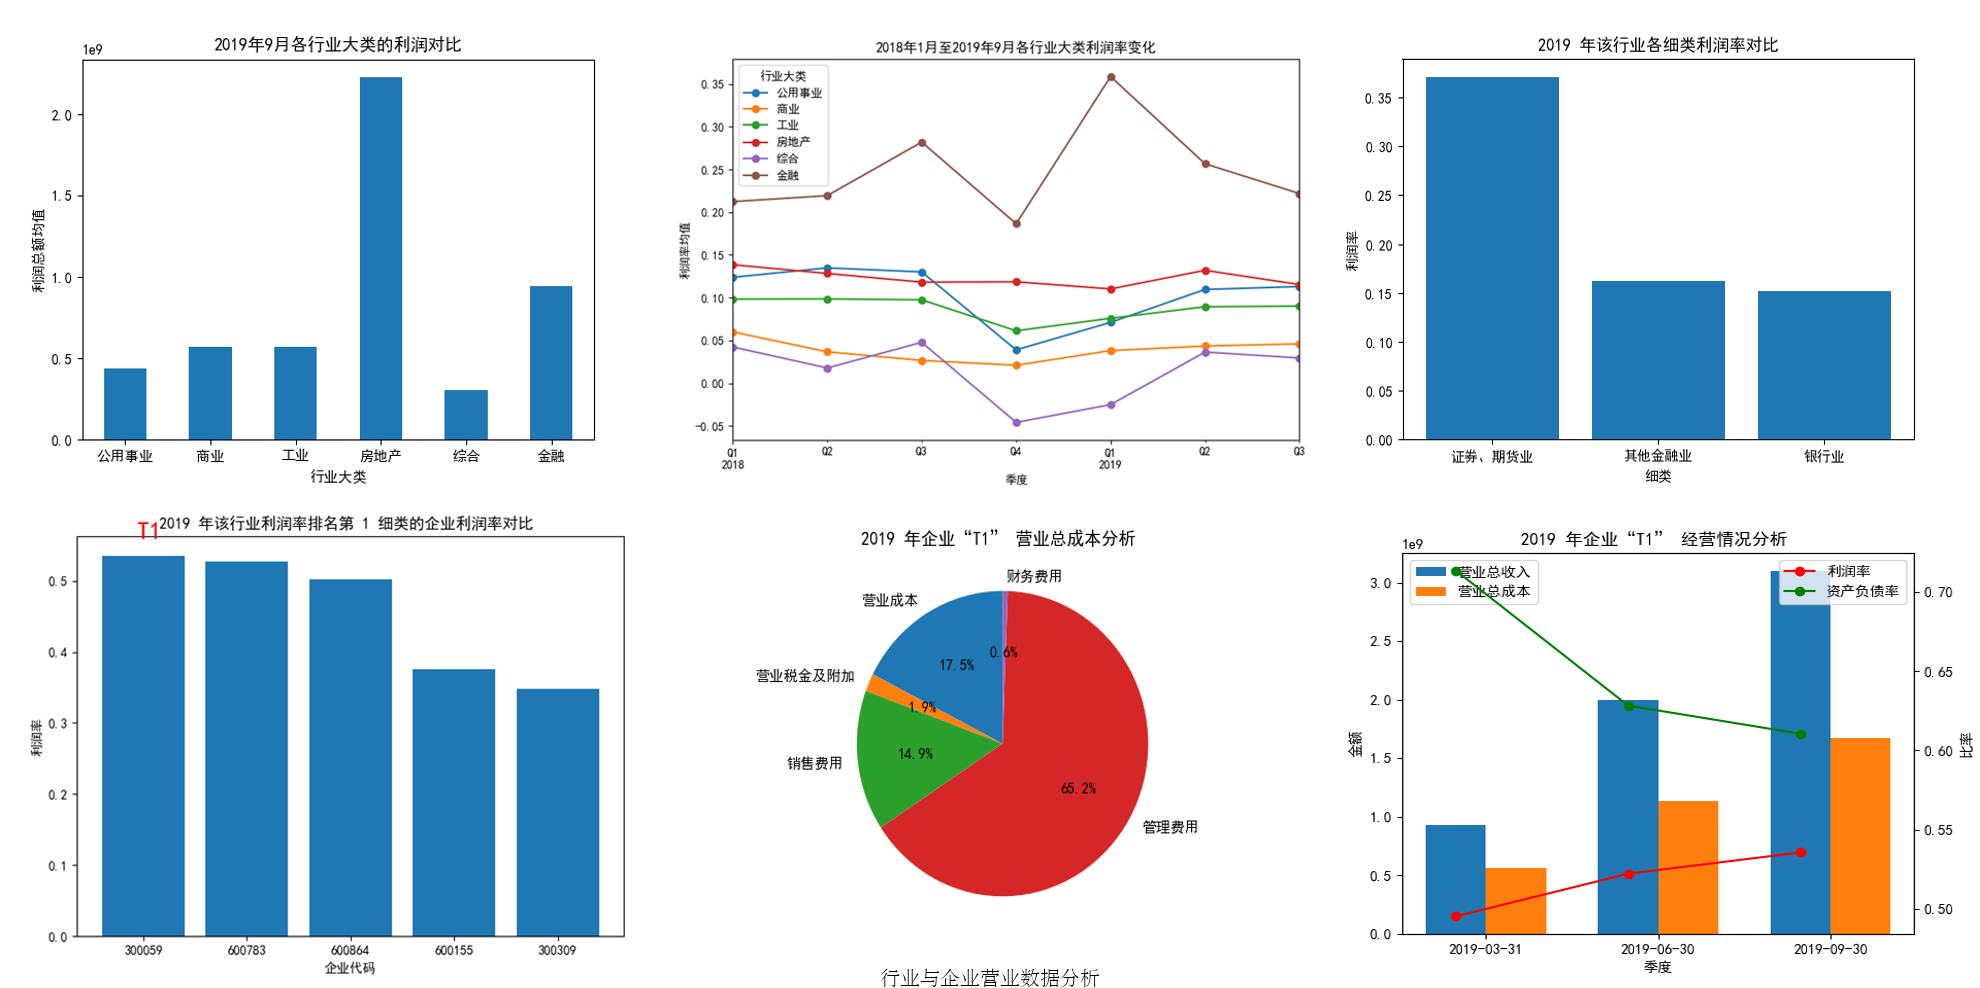 2019年9月各行业大类的利润对比
1e9
2.0
1.5
1.0
0.5
0.0
利润总额均值
公用事业 商业 工业 房地产 综合 金融
行业大类
2018年1月至2019年9月各行业大类利润率变化
行业大类
公用事业
商业
工业
房地产
综合
金融
0.35
0.30
0.25
0.20
0.15
0.10
0.05
0.00
-0.05
利润率均值
Q1 Q2 Q3 Q4 Q1 Q2 Q3
2018 2019
季度
2019 年该行业各细类利润率对比
0.35
0.30
0.25
0.20
0.15
0.10
0.05
0.00
利润率
证券、期货业 其他金融业 银行业
细类
T1
2019 年该行业利润率排名第 1 细类的企业利润率对比
0.5
0.4
0.3
0.2
0.1
0.0
利润率
300059 600783 600864 600155 300309
企业代码
2019 年企业“T1” 营业总成本分析
财务费用
营业成本
0.6%
17.5%
营业税金及附加
1.9%
14.9%
销售费用
65.2%
管理费用
2019 年企业“T1” 经营情况分析
1e9
营业总收入
营业总成本
利润率
资产负债率
3.0
2.5
2.0
1.5
1.0
0.5
0.0
金额
0.70
0.65
0.60
0.55
0.50
比率
2019-03-31 2019-06-30 2019-09-30
季度
行业与企业营业数据分析